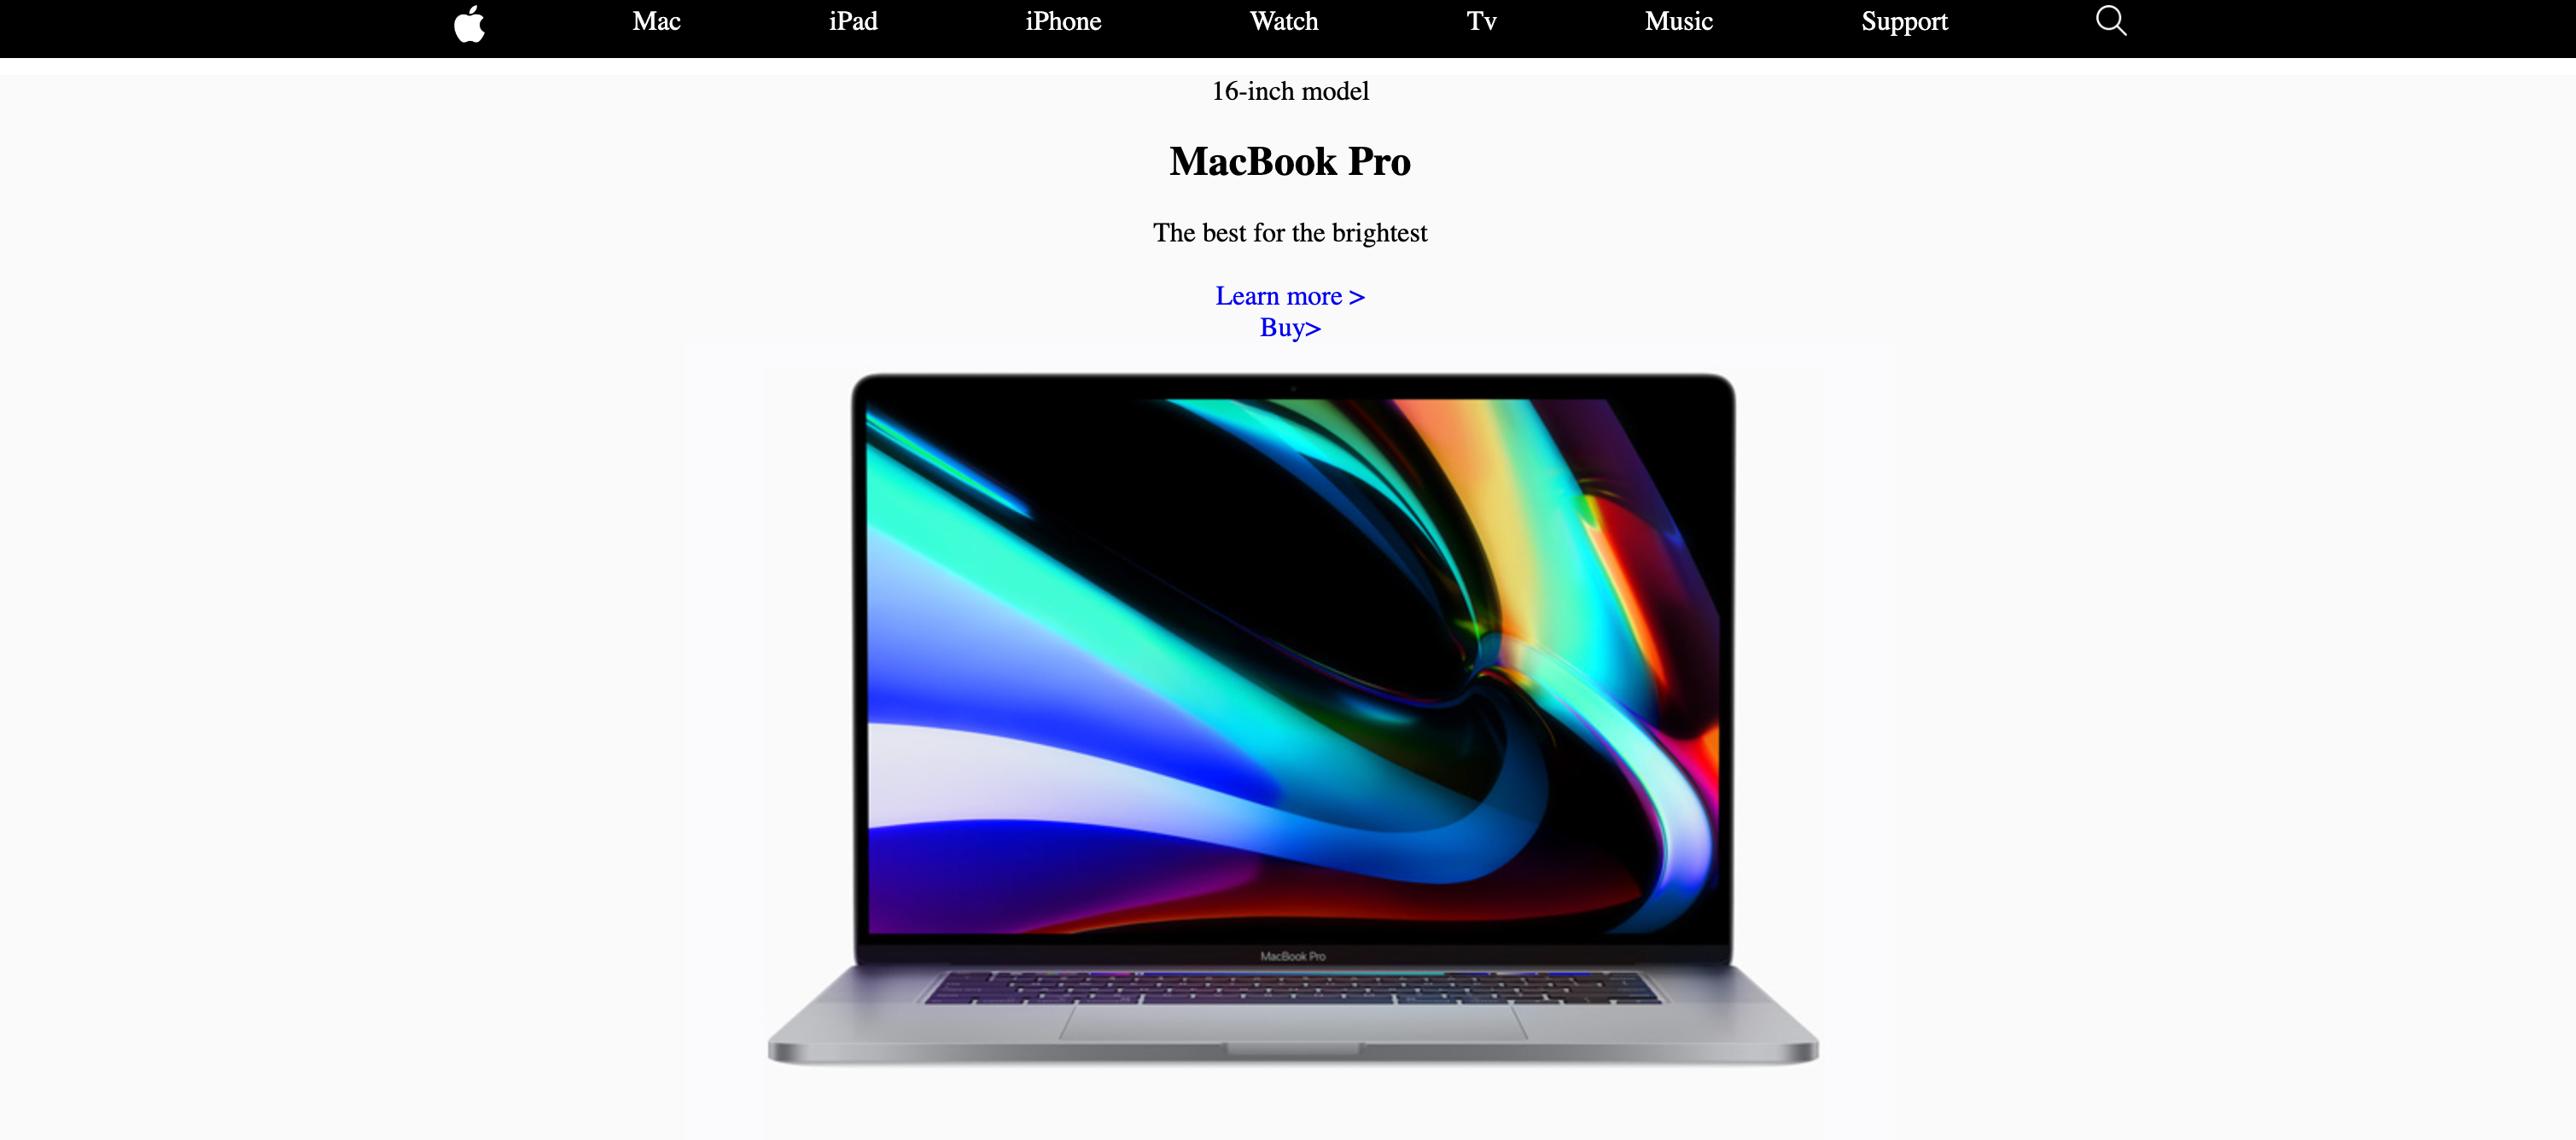 Mac iPad iPhone Watch Tv Music Support
16-inch model
MacBook Pro
The best for the brightest
Learn more >
Buy>
MacBook Pro